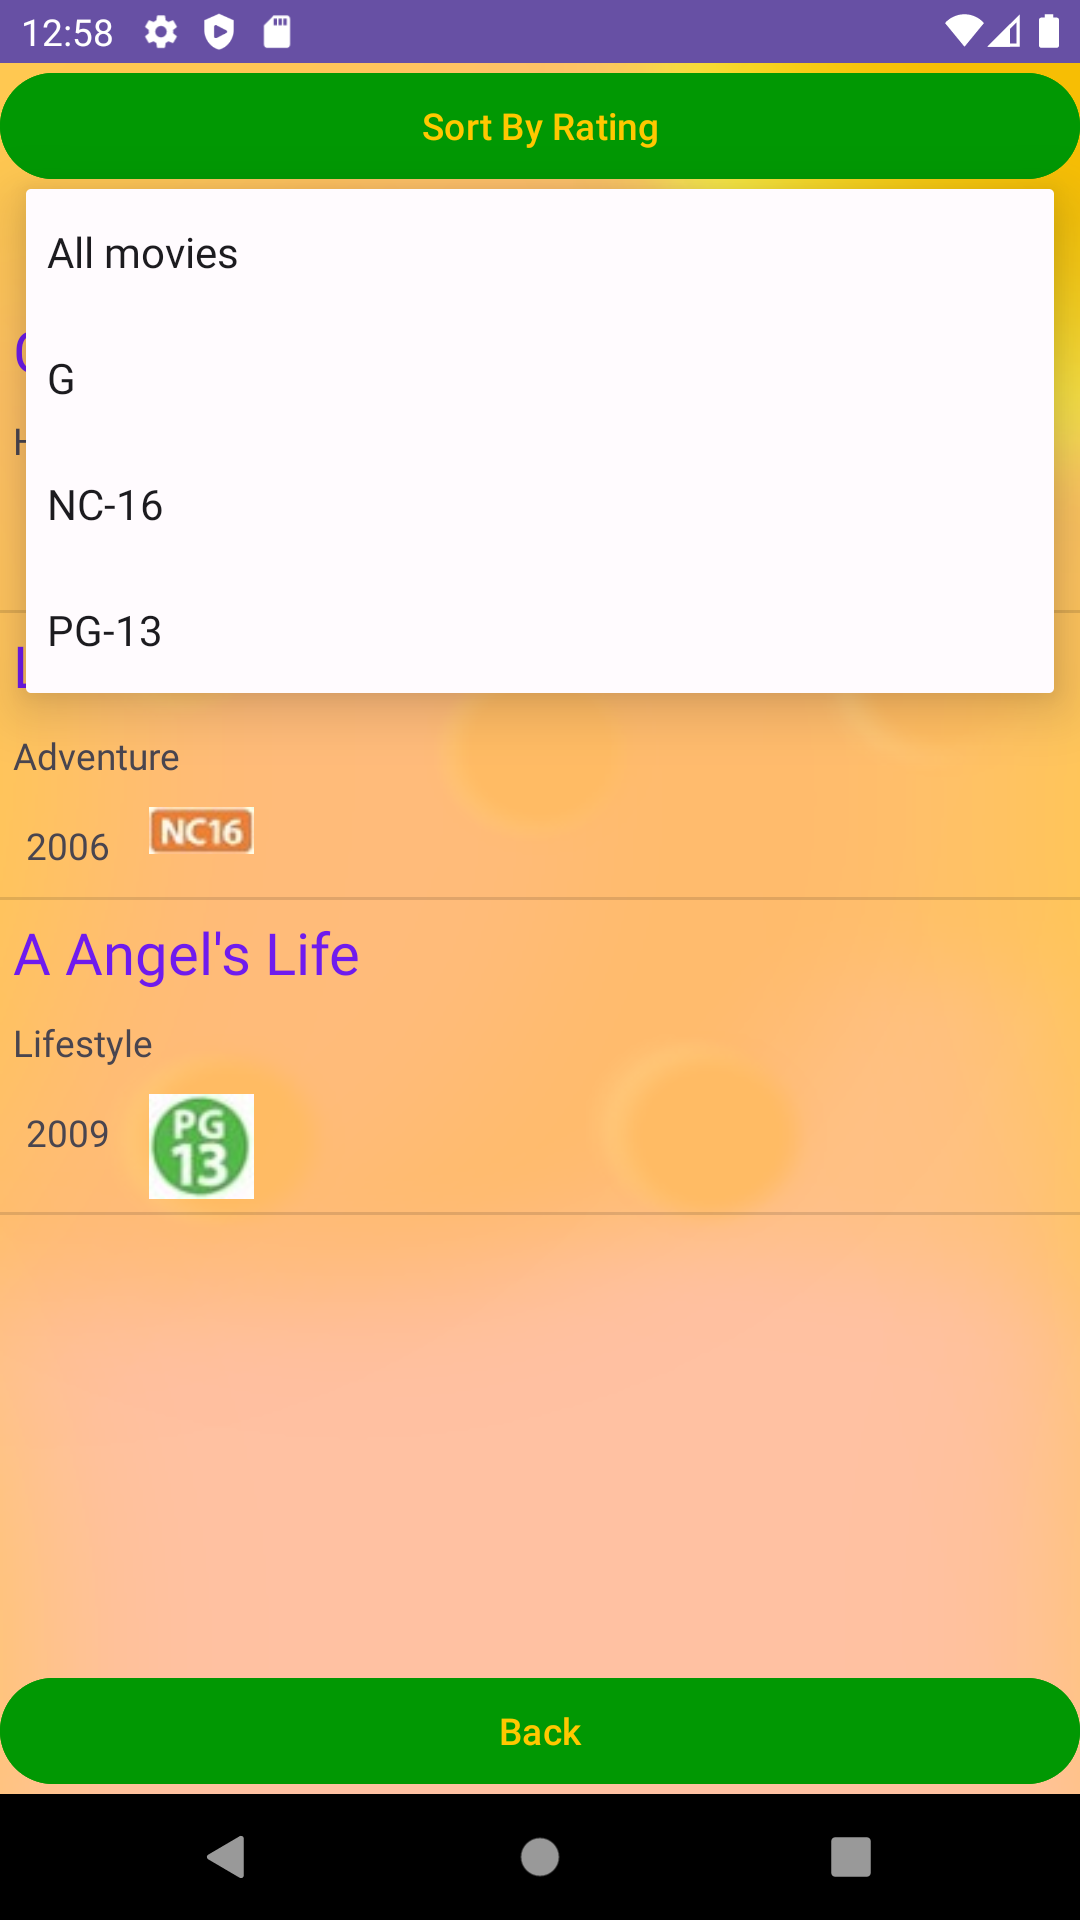 12:58
Sort By Rating
All movies
G
NC-16
PG-13
Adventure
2006
NC16
A Angel's Life
Lifestyle
2009
PG
13
Back